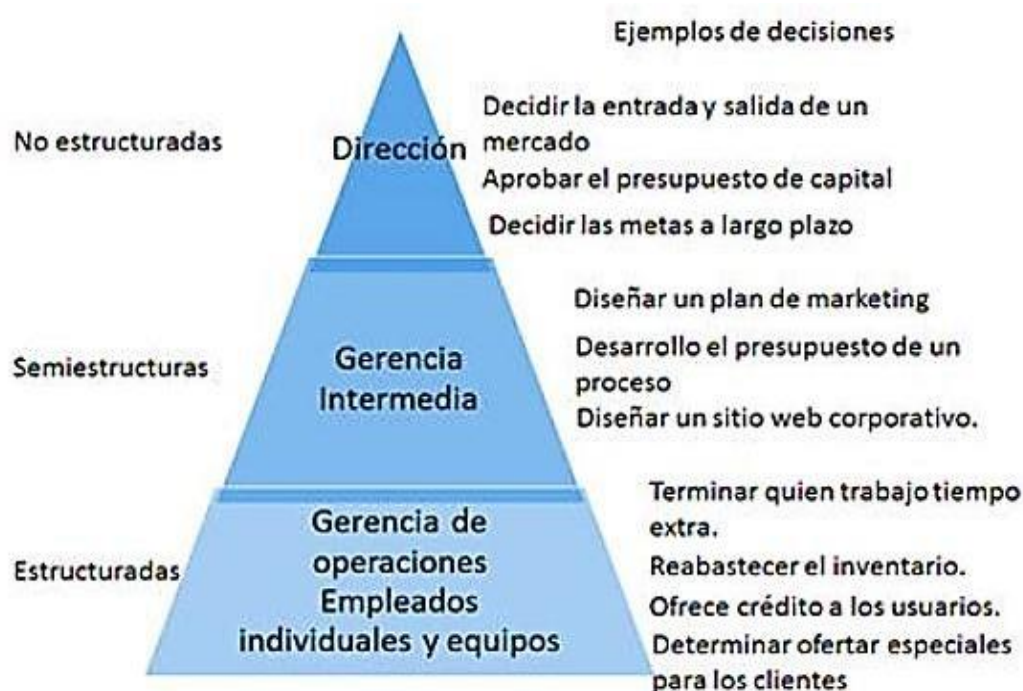 Ejemplos de decisiones
No estructuradas
Dirección
Decidir la entrada y salida de un
mercado
Aprobar el presupuesto de capital
Decidir las metas a largo plazo
Semiestructuras
Gerencia
Intermedia
Diseñar un plan de marketing
Desarrollo el presupuesto de un
proceso
Diseñar un sitio web corporativo.
Estructuradas
Gerencia de
operaciones
Empleados
individuales y equipos
Terminar quien trabajo tiempo
extra.
Reabastecer el inventario.
Ofrece crédito a los usuarios.
Determinar ofertar especiales
para los clientes